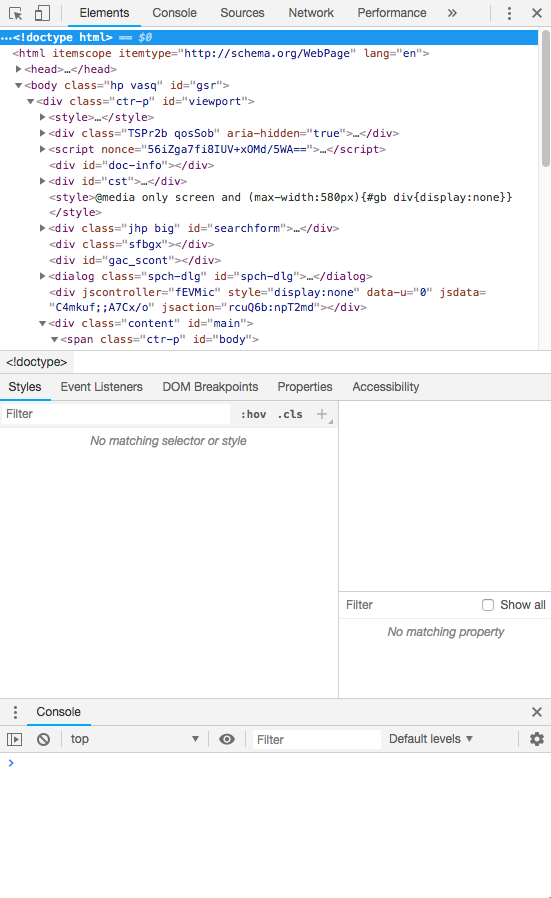 Elements Console Sources Network Performance »
…<!doctype html> == $0
<html itemscope itemtype="http://schema.org/WebPage" lang="en">
<head>…</head>
<body class="hp vasq" id="gsr">
<div class="ctr-p" id="viewport">
<style>…</style>
<div class="TSPr2b qosSob" aria-hidden="true">…</div>
<script nonce="56iZga7fi8IUV+xOMd/5WA==">…</script>
<div id="doc-info"></div>
<div id="cst">…</div>
<style>@media only screen and (max-width:580px){#gb div{display:none}}
</style>
<div class="jhp big" id="searchform">…</div>
<div class="sfbgx"></div>
<div id="gac_scont"></div>
<dialog class="spch-dlg" id="spch-dlg">…</dialog>
<div jscontroller="fEVMic" style="display:none" data-u="0" jsdata=
"C4mkuf;;A7Cx/o" jsaction="rcuQ6b:npT2md"></div>
<div class="content" id="main">
<span class="ctr-p" id="body">
<!doctype>
Styles Event Listeners DOM Breakpoints Properties Accessibility
Filter :hov .cls +
No matching selector or style
Filter Show all
No matching property
Console
top Filter Default levels